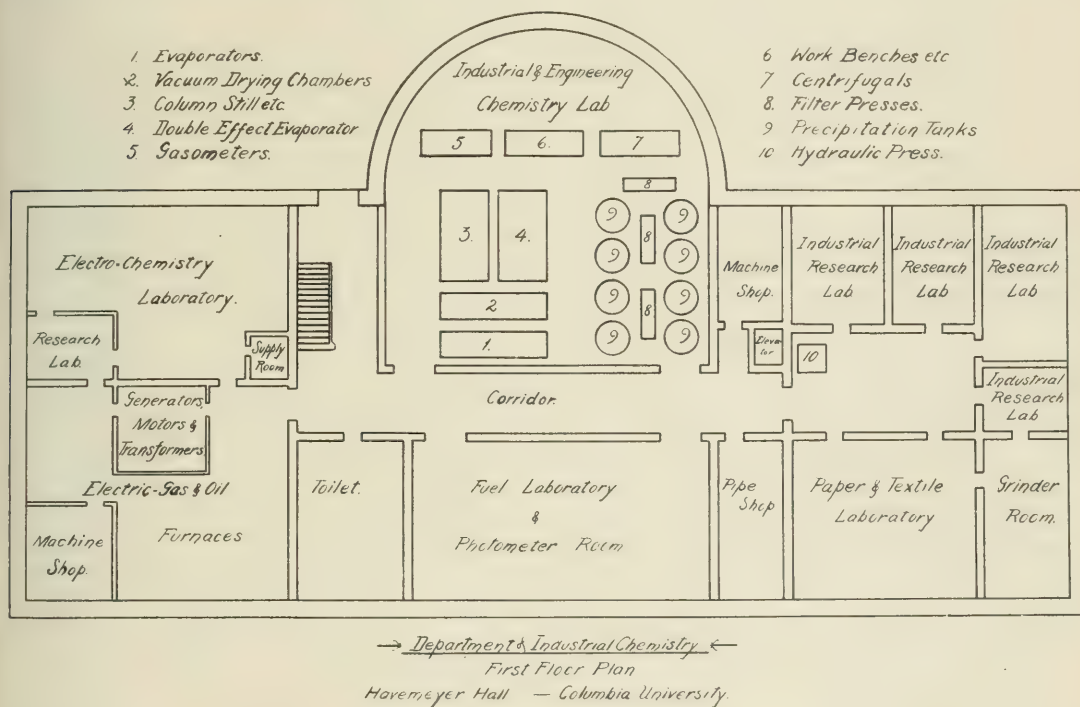 1. Evaporators.
2. Vacuum Drying Chambers
3. Column Still etc
4. Double Effect Evaporator
5. Gasometers.
6 Work Benches etc
7 Centrifugals
8. Filter Presses.
9 Precipitation Tanks
10 Hydraulic Press.
Industrial & Engineering
Chemistry Lab
5
6.
7
8
3.
4.
9
9
8
9
9
2
9
9
8
1.
9
9
Electro-Chemistry
Laboratory.
Research
Lab.
Supply
Room
Generators,
Motors &
Transformers
Electric-Gas & Oil
Furnaces
Machine
Shop.
Machine
Shop.
Eleva-
tor
10
Industrial
Research
Lab
Industrial
Research
Lab.
Industrial
Research
Lab
Industrial
Research
Lab
Corridor.
Toilet.
Fuel Laboratory
&
Photometer Room
Pipe
Shop
Paper & Textile
Laboratory
Grinder
Room.
Department of Industrial Chemistry
First Floor Plan
Havemeyer Hall — Columbia University.